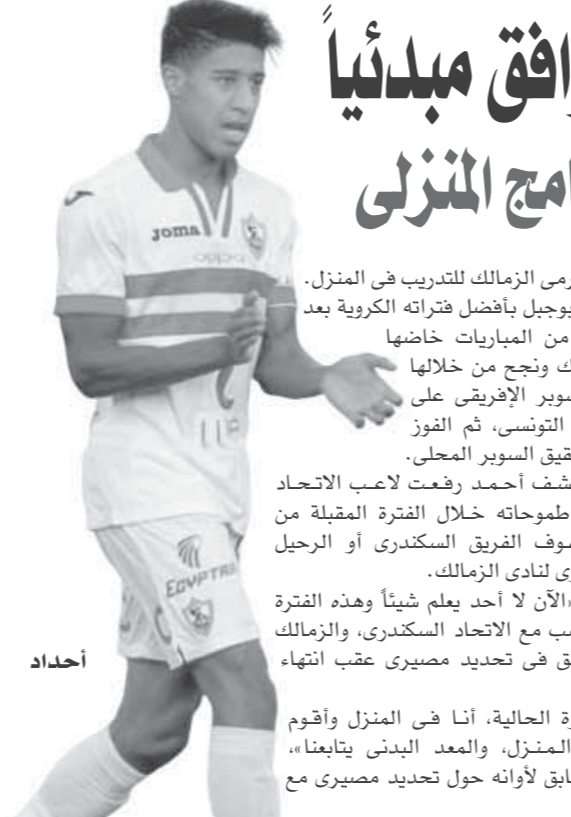 افق مبدئياً
امج المنزلى
رمى الزمالك للتدريب فى المنزل.
بوجبل بأفضل فتراته الكروية بعد
من المباريات خاضها
ك ونجح من خلالها
سوبر الإفريقى على
التونسى، ثم الفوز
قيق السوبر المحلى.
شف أحمد رفعت لاعب الاتحاد
طموحاته خلال الفترة المقبلة من
سوف الفريق السكندرى أو الرحيل
ى لنادى الزمالك.
«الآن لا أحد يعلم شيئاً وهذه الفترة
ب مع الاتحاد السكندرى، والزمالك
ق فى تحديد مصيرى عقب انتهاء
ة الحالية، أنا فى المنزل وأقوم
المنزل، والمعد البدنى يتابعنا»،
ابق لأوانه حول تحديد مصيرى مع
أحداد
Joma
oppo
EGYPTAIR